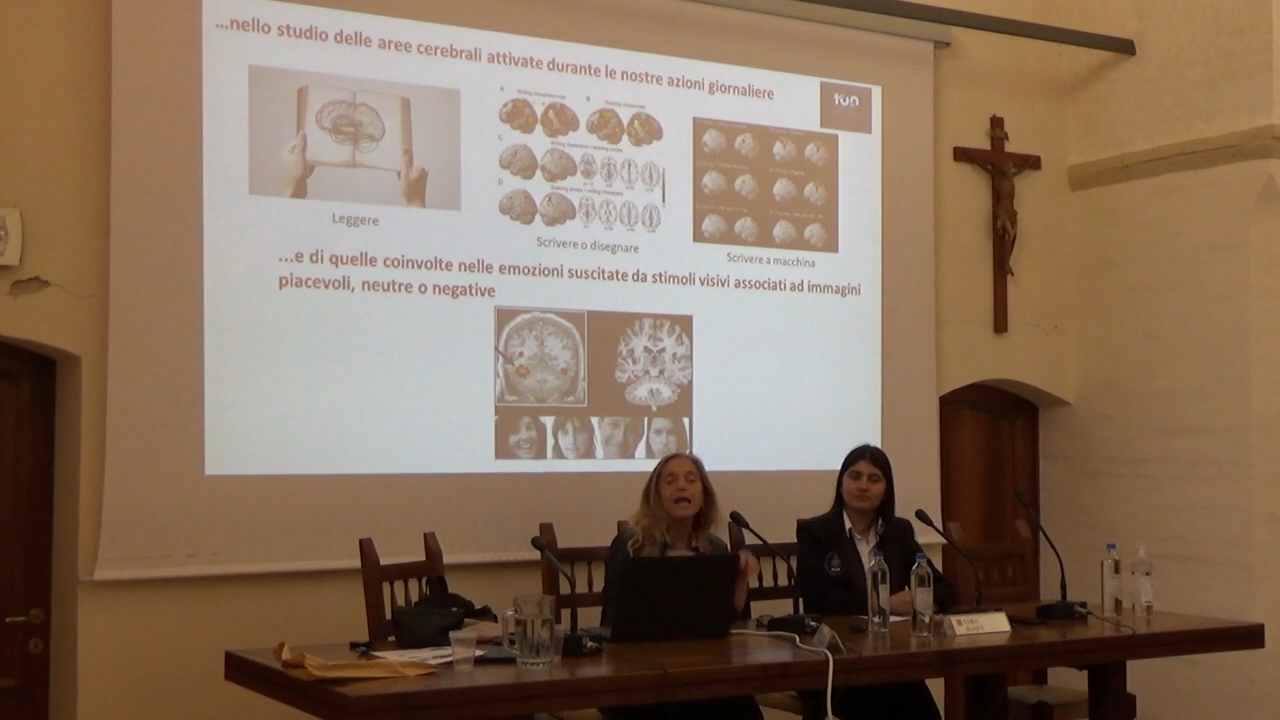 ...nello studio delle aree cerebrali attivate durante le nostre azioni giornaliere
Leggere
Scrivere o disegnare
Scrivere a macchina
...e di quelle coinvolte nelle emozioni suscitate da stimoli visivi associati ad immagini
piacevoli, neutre o negative